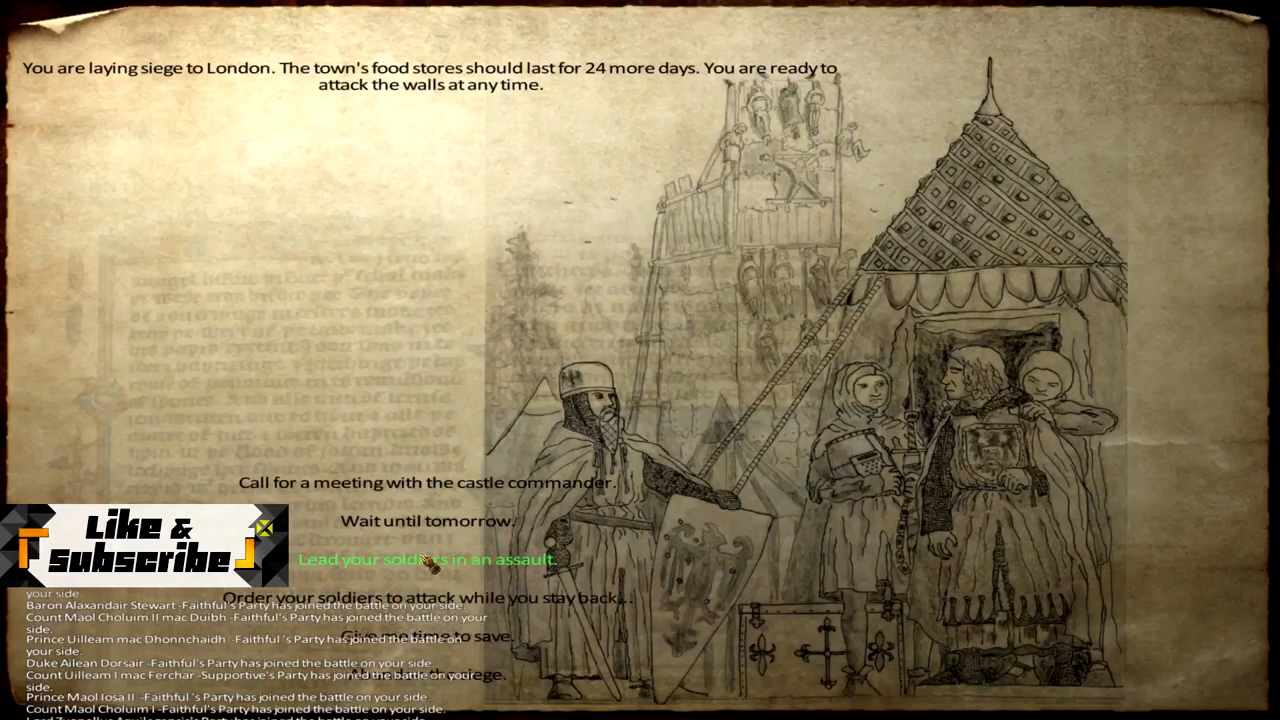 You are laying siege to London. The town's food stores should last for 24 more days. You are ready to
attack the walls at any time.
Call for a meeting with the castle commander.
Wait until tomorrow.
Lead your soldiers in an assault.
Order your soldiers to attack while you stay back...
Give me time to save.
siege.
Like &
Subscribe
your side.
Baron Alaxandair Stewart -Faithful's Party has joined the battle on your side.
Count Maol Choluim II mac Duibh -Faithful's Party has joined the battle on your
side.
Prince Uilleam mac Dhonnchaidh -Faithful 's Party has joined the battle on
your side.
Duke Ailean Dorsair -Faithful's Party has joined the battle on your side.
Count Uilleam I mac Ferchar -Supportive's Party has joined the battle on your
side.
Prince Maol Iosa II -Faithful 's Party has joined the battle on your side.
Count Maol Choluim I -Faithful's Party has joined the battle on your side.